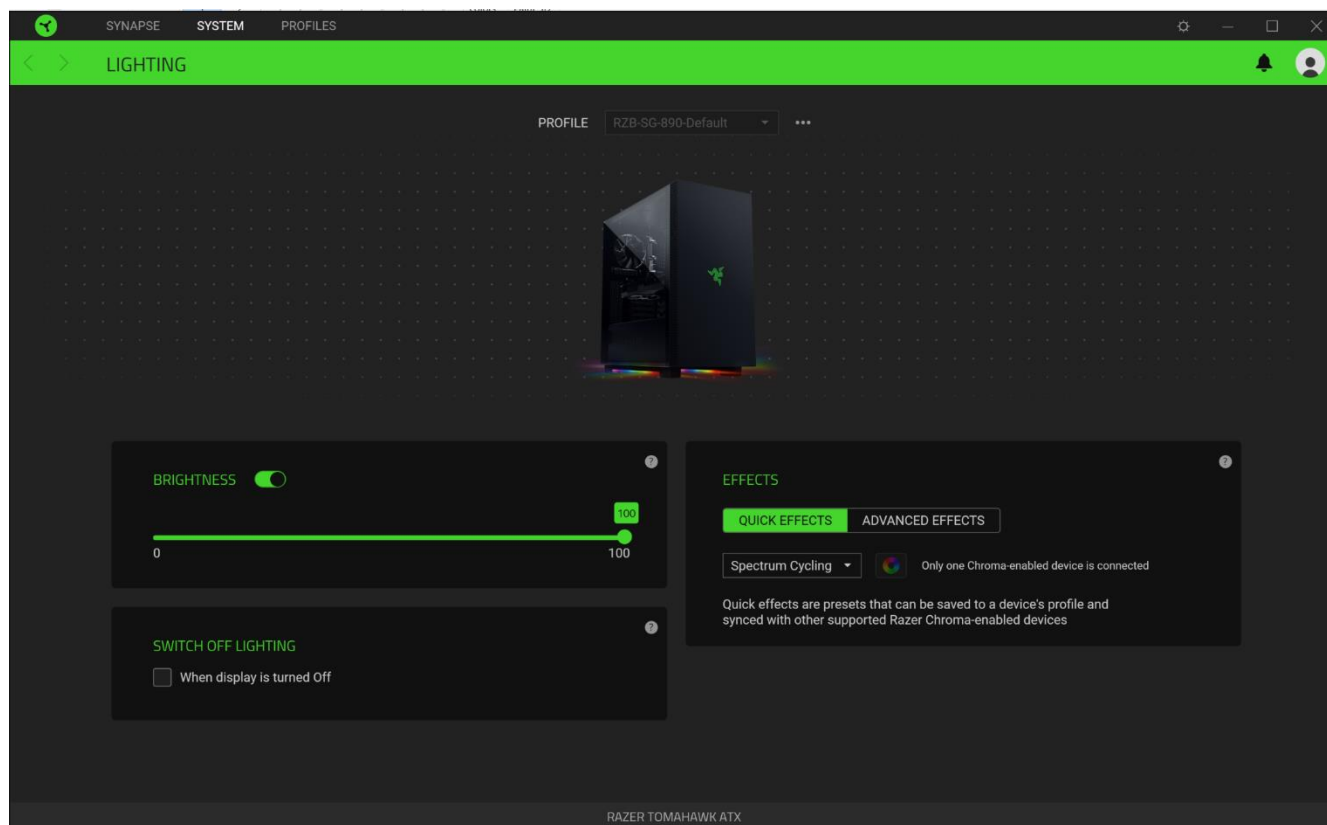 SYNAPSE SYSTEM PROFILES
LIGHTING
PROFILE RZB-SG-890-Default
BRIGHTNESS
100
0 100
SWITCH OFF LIGHTING
When display is turned Off
EFFECTS
QUICK EFFECTS ADVANCED EFFECTS
Spectrum Cycling Only one Chroma-enabled device is connected
Quick effects are presets that can be saved to a device's profile and
synced with other supported Razer Chroma-enabled devices
RAZER TOMAHAWK ATX